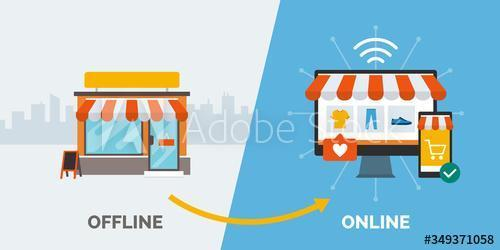 Adobe Stock
OFFLINE
ONLINE
#349371058